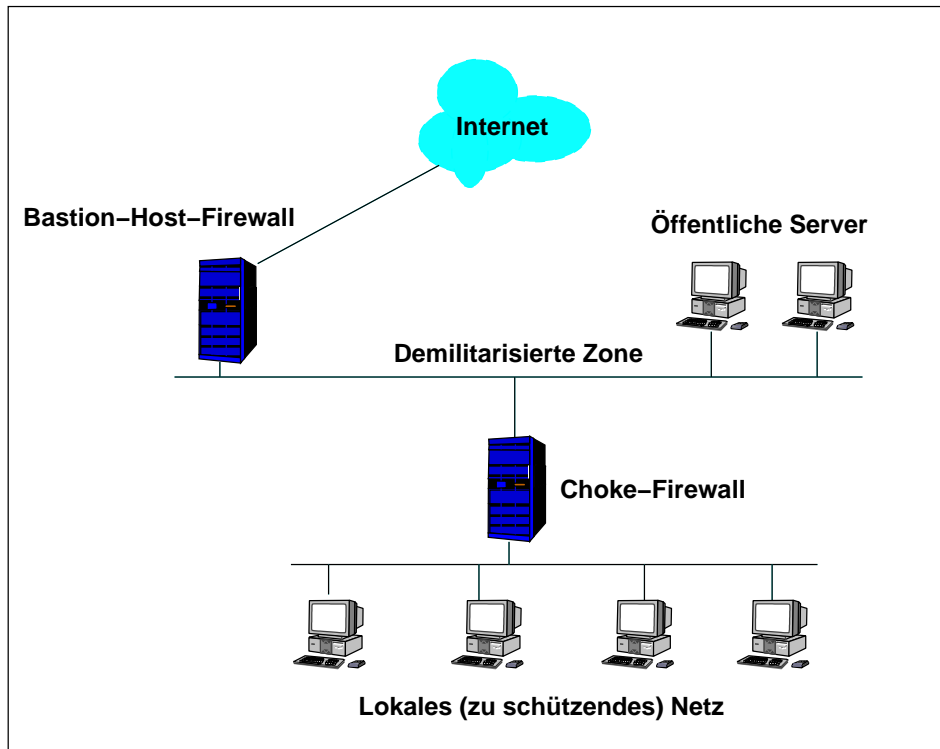 Internet
Bastion−Host−Firewall
Öffentliche Server
Demilitarisierte Zone
Choke−Firewall
Lokales (zu schützendes) Netz